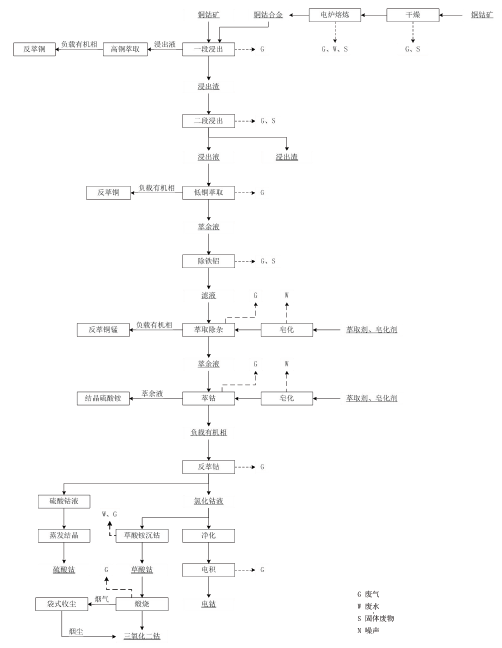 铜钴矿 铜钴合金 电炉熔炼 干燥 铜钴矿
反萃铜 负载有机相 高铜萃取 浸出液 一段浸出 G G、W、S G、S
浸出渣
二段浸出 G、S
浸出液 浸出渣
反萃铜 负载有机相 低铜萃取 G
萃余液
除铁铝 G、S
滤液 G W
反萃铜锰 负载有机相 萃取除杂 皂化 萃取剂、皂化剂
萃余液 G W
结晶硫酸铵 萃余液 萃钴 皂化 萃取剂、皂化剂
负载有机相
反萃钴 G
硫酸钴液 氯化钴液
W、G
蒸发结晶 草酸铵沉钴 净化
硫酸钴 G 草酸钴 电积 G
袋式收尘 烟气 煅烧 电钴
烟尘 三氧化二钴
G 废气
W 废水
S 固体废物
N 噪声